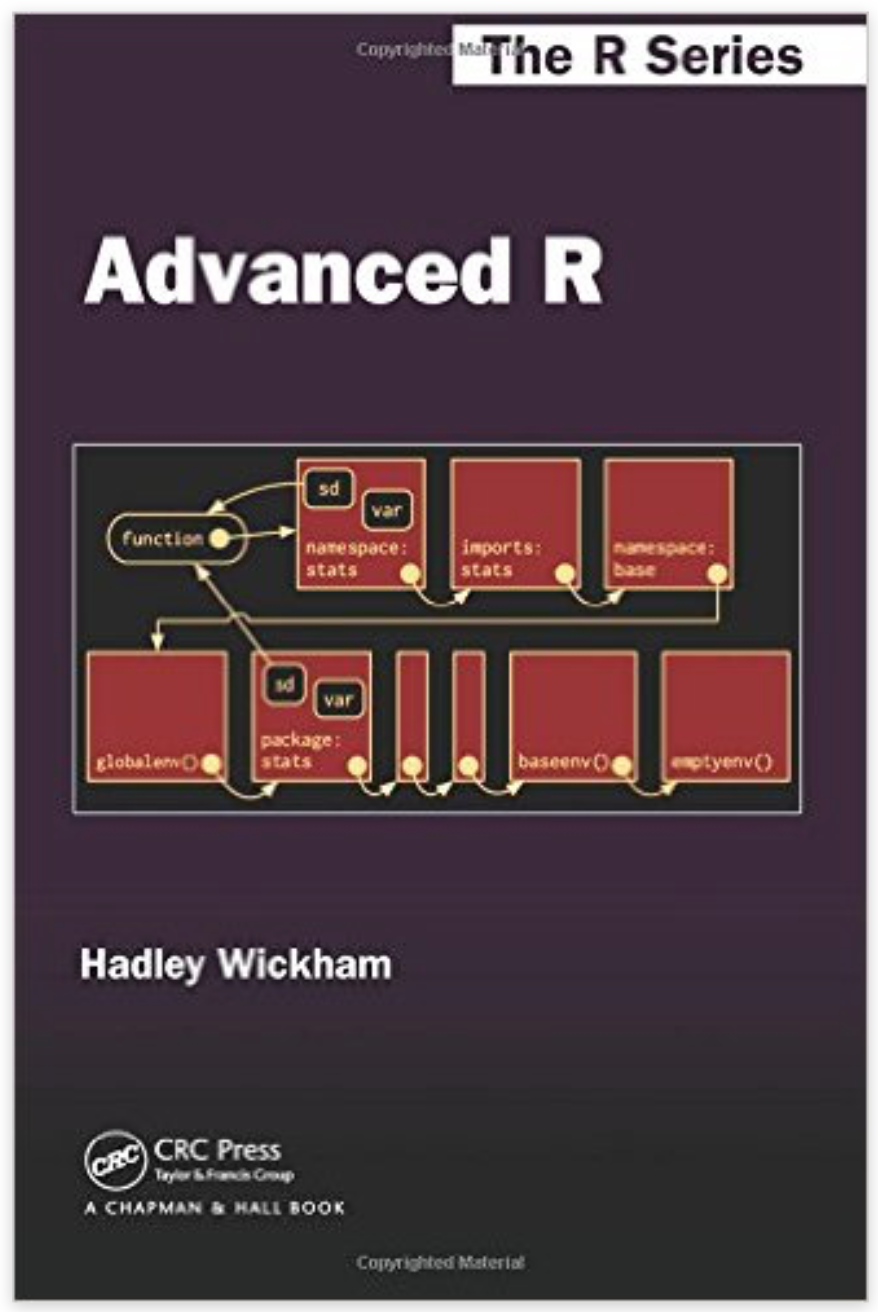 Copyrighted Material
The R Series
Advanced R
sd
var
function
namespace:
stats
imports:
stats
namespace:
base
sd
var
package:
stats
globalenv()
baseenv()
emptyenv()
Hadley Wickham
CRC
CRC Press
Taylor & Francis Group
A CHAPMAN & HALL BOOK
Copyrighted Material